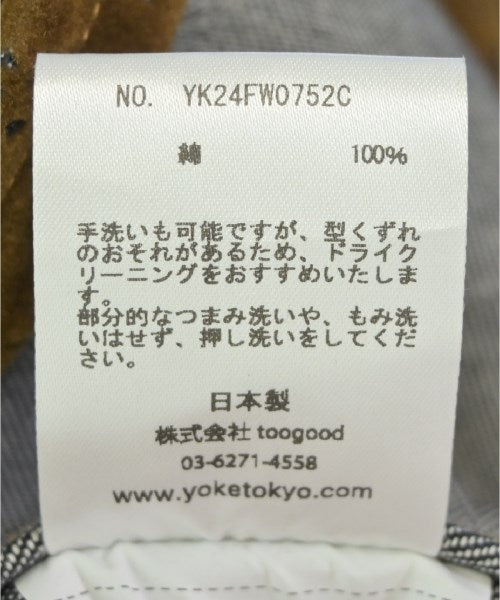 NO. YK24FW0752C
綿 100%
手洗いも可能ですが、型くずれ
のおそれがあるため、ドライク
リーニングをおすすめいたしま
す。
部分的なつまみ洗いや、もみ洗
いはせず、押し洗いをしてくだ
さい。
日本製
株式会社 toogood
03-6271-4558
www.yoketokyo.com